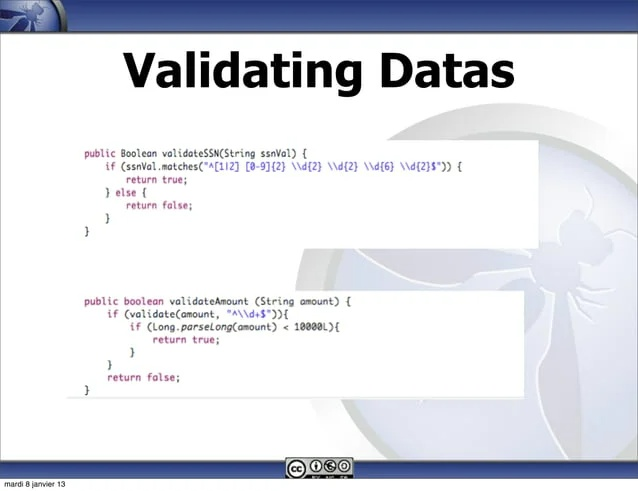 Validating Datas
public Boolean validateSSN(String ssnVal) {
if (ssnVal.matches("^[1|2] [0-9]{2} \\d{2} \\d{2} \\d{6} \\d{2}$")) {
return true;
} else {
return false;
}
}
public boolean validateAmount (String amount) {
if (validate(amount, "^\\d+$")){
if (Long.parseLong(amount) < 10000L){
return true;
}
}
return false;
}
mardi 8 janvier 13